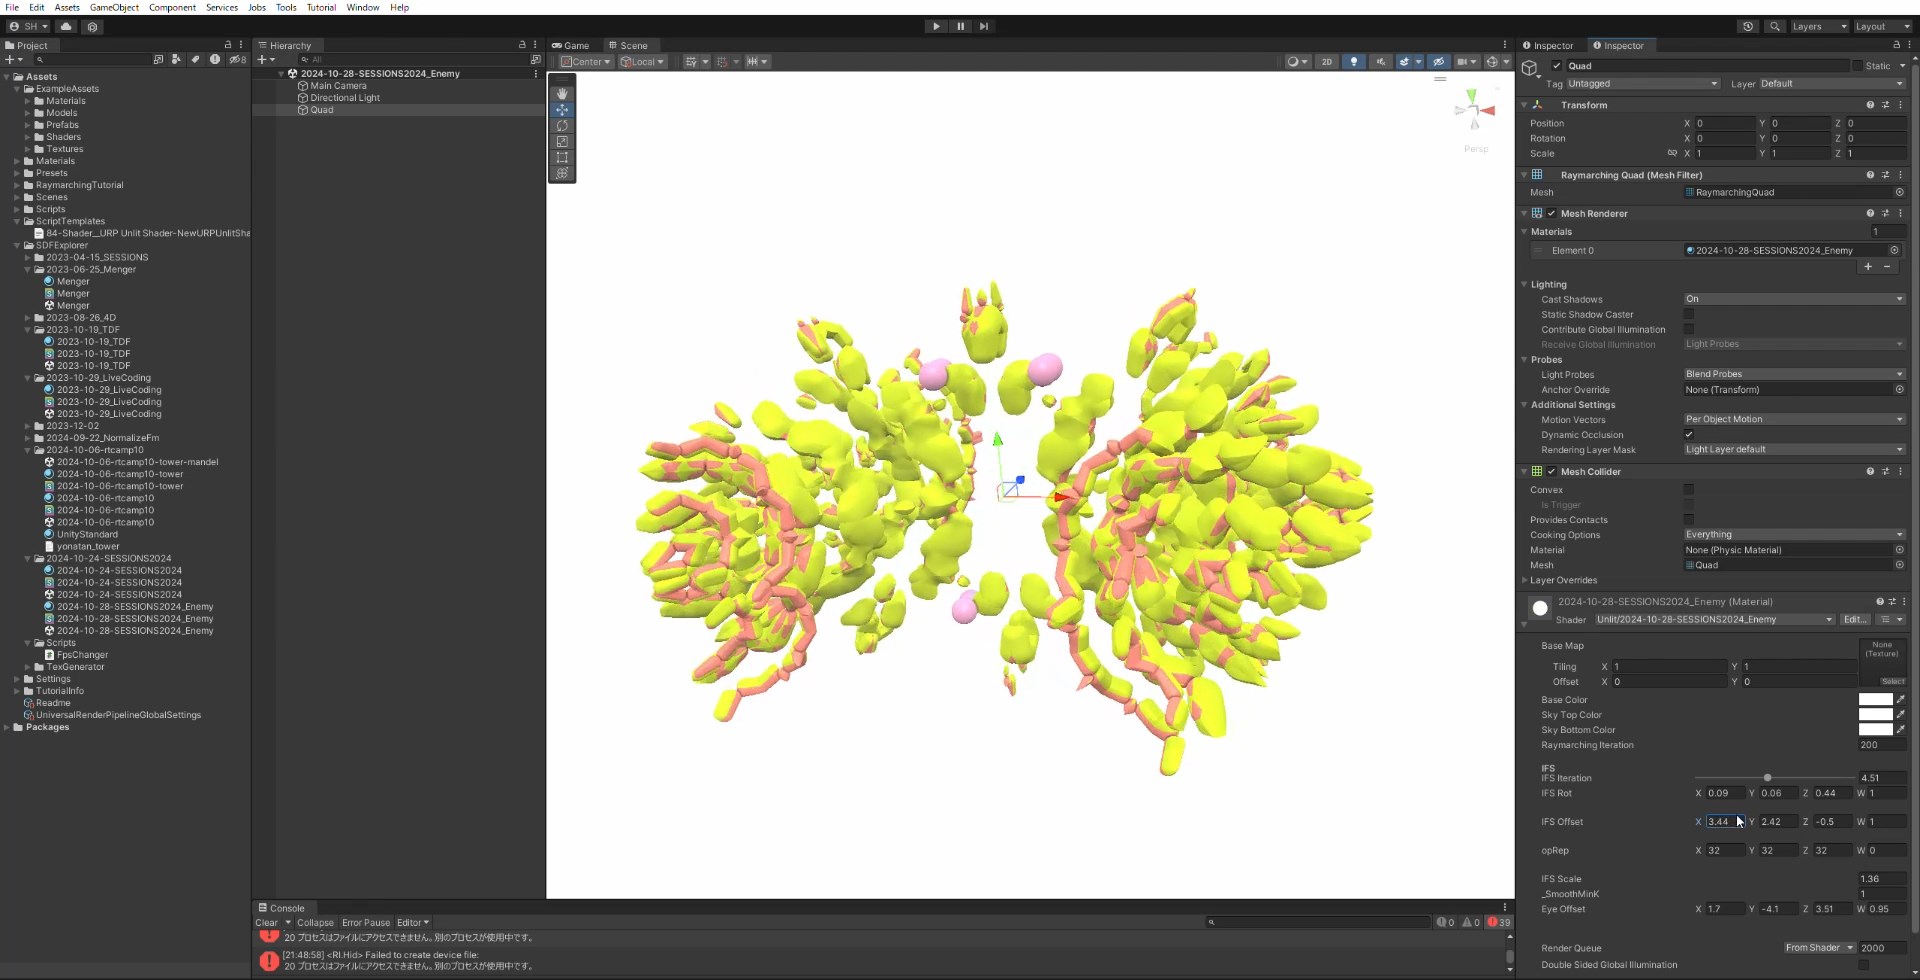 File Edit Assets GameObject Component Services Jobs Tools Tutorial Window Help
SH
Layers Layout
Project
8
Assets
ExampleAssets
Materials
Models
Prefabs
Shaders
Textures
Materials
Presets
RaymarchingTutorial
Scenes
Scripts
ScriptTemplates
84-Shader__URP Unlit Shader-NewURPUnlitSha
SDFExplorer
2023-04-15_SESSIONS
2023-06-25_Menger
Menger
Menger
Menger
2023-08-26_4D
2023-10-19_TDF
2023-10-19_TDF
2023-10-19_TDF
2023-10-19_TDF
2023-10-29_LiveCoding
2023-10-29_LiveCoding
2023-10-29_LiveCoding
2023-10-29_LiveCoding
2023-12-02
2024-09-22_NormalizeFm
2024-10-06-rtcamp10
2024-10-06-rtcamp10-tower-mandel
2024-10-06-rtcamp10-tower
2024-10-06-rtcamp10-tower
2024-10-06-rtcamp10
2024-10-06-rtcamp10
2024-10-06-rtcamp10
UnityStandard
yonatan_tower
2024-10-24-SESSIONS2024
2024-10-24-SESSIONS2024
2024-10-24-SESSIONS2024
2024-10-24-SESSIONS2024
2024-10-28-SESSIONS2024_Enemy
2024-10-28-SESSIONS2024_Enemy
2024-10-28-SESSIONS2024_Enemy
Scripts
FpsChanger
TexGenerator
Settings
TutorialInfo
Readme
UniversalRenderPipelineGlobalSettings
Packages
Hierarchy
All
2024-10-28-SESSIONS2024_Enemy
Main Camera
Directional Light
Quad
Game Scene
Center Local 2D
Persp
Console
Clear Collapse Error Pause Editor 0 0 39
20 プロセスはファイルにアクセスできません。別のプロセスが使用中です。
[21:48:58] <RI.Hid> Failed to create device file:
20 プロセスはファイルにアクセスできません。別のプロセスが使用中です。
Inspector Inspector
Quad Static
Tag Untagged Layer Default
Transform
Position X 0 Y 0 Z 0
Rotation X 0 Y 0 Z 0
Scale X 1 Y 1 Z 1
Raymarching Quad (Mesh Filter)
Mesh RaymarchingQuad
Mesh Renderer
Materials 1
Element 0 2024-10-28-SESSIONS2024_Enemy
+ −
Lighting
Cast Shadows On
Static Shadow Caster
Contribute Global Illumination
Receive Global Illumination Light Probes
Probes
Light Probes Blend Probes
Anchor Override None (Transform)
Additional Settings
Motion Vectors Per Object Motion
Dynamic Occlusion
Rendering Layer Mask Light Layer default
Mesh Collider
Convex
Is Trigger
Provides Contacts
Cooking Options Everything
Material None (Physic Material)
Mesh Quad
Layer Overrides
2024-10-28-SESSIONS2024_Enemy (Material)
Shader Unlit/2024-10-28-SESSIONS2024_Enemy Edit...
Base Map None (Texture)
Tiling X 1 Y 1
Offset X 0 Y 0 Select
Base Color
Sky Top Color
Sky Bottom Color
Raymarching Iteration 200
IFS
IFS Iteration 4.51
IFS Rot X 0.09 Y 0.06 Z 0.44 W 1
IFS Offset X 3.44 Y 2.42 Z -0.5 W 1
opRep X 32 Y 32 Z 32 W 0
IFS Scale 1.36
_SmoothMinK 1
Eye Offset X 1.7 Y -4.1 Z 3.51 W 0.95
Render Queue From Shader 2000
Double Sided Global Illumination